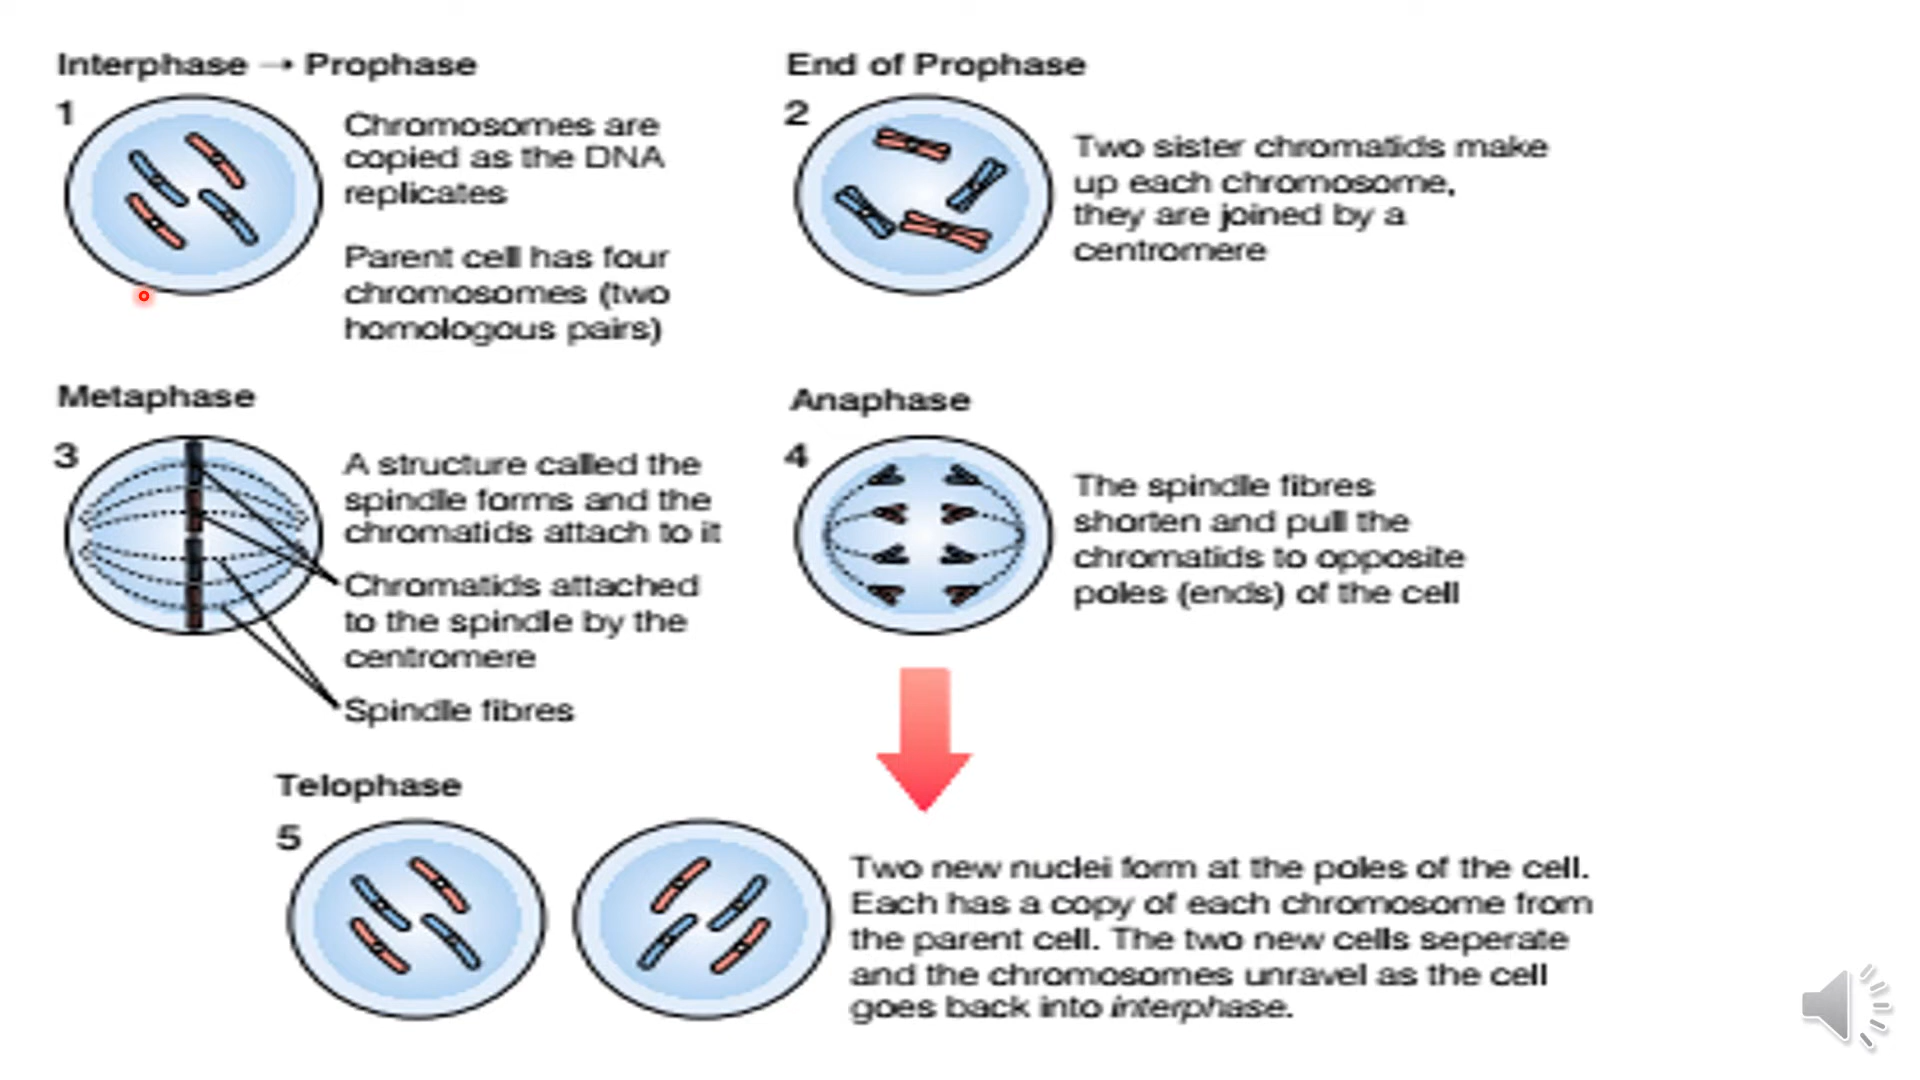 Interphase → Prophase
1
Chromosomes are
copied as the DNA
replicates
Parent cell has four
chromosomes (two
homologous pairs)
End of Prophase
2
Two sister chromatids make
up each chromosome,
they are joined by a
centromere
Metaphase
3
A structure called the
spindle forms and the
chromatids attach to it
Chromatids attached
to the spindle by the
centromere
Spindle fibres
Anaphase
4
The spindle fibres
shorten and pull the
chromatids to opposite
poles (ends) of the cell
Telophase
5
Two new nuclei form at the poles of the cell.
Each has a copy of each chromosome from
the parent cell. The two new cells seperate
and the chromosomes unravel as the cell
goes back into interphase.